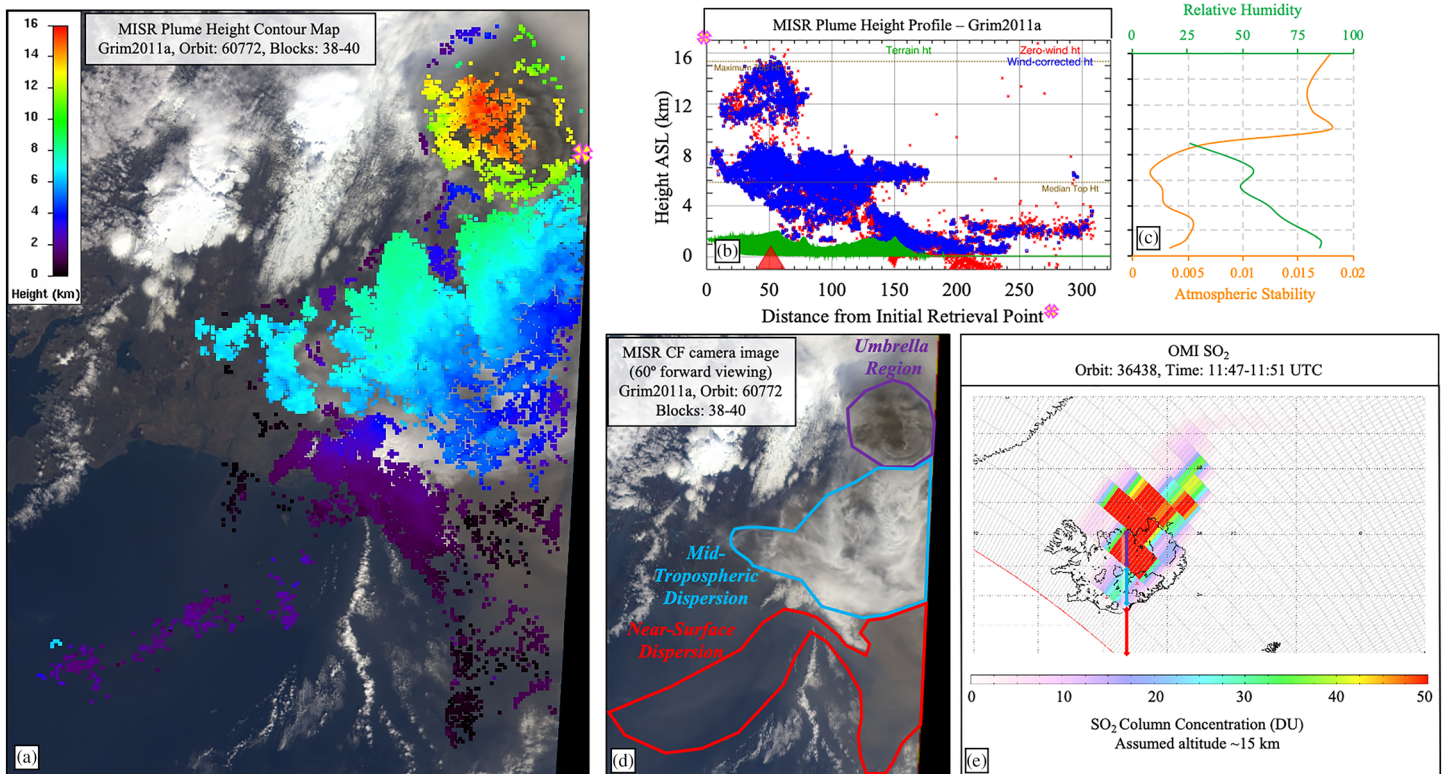 MISR Plume Height Contour Map
Grim2011a, Orbit: 60772, Blocks: 38-40
16
14
12
10
8
6
4
2
0
Height (km)
(a)
MISR Plume Height Profile – Grim2011a
Terrain ht
Zero-wind ht
Wind-corrected ht
Maximum Top Ht
Median Top Ht
16
12
8
4
0
Height ASL (km)
(b)
0 50 100 150 200 250 300
Distance from Initial Retrieval Point
Relative Humidity
0 25 50 75 100
(c)
0 0.005 0.01 0.015 0.02
Atmospheric Stability
MISR CF camera image
(60º forward viewing)
Grim2011a, Orbit: 60772
Blocks: 38-40
Umbrella
Region
Mid-
Tropospheric
Dispersion
Near-Surface
Dispersion
(d)
OMI SO₂
Orbit: 36438, Time: 11:47-11:51 UTC
0 10 20 30 40 50
SO₂ Column Concentration (DU)
Assumed altitude ~15 km
(e)